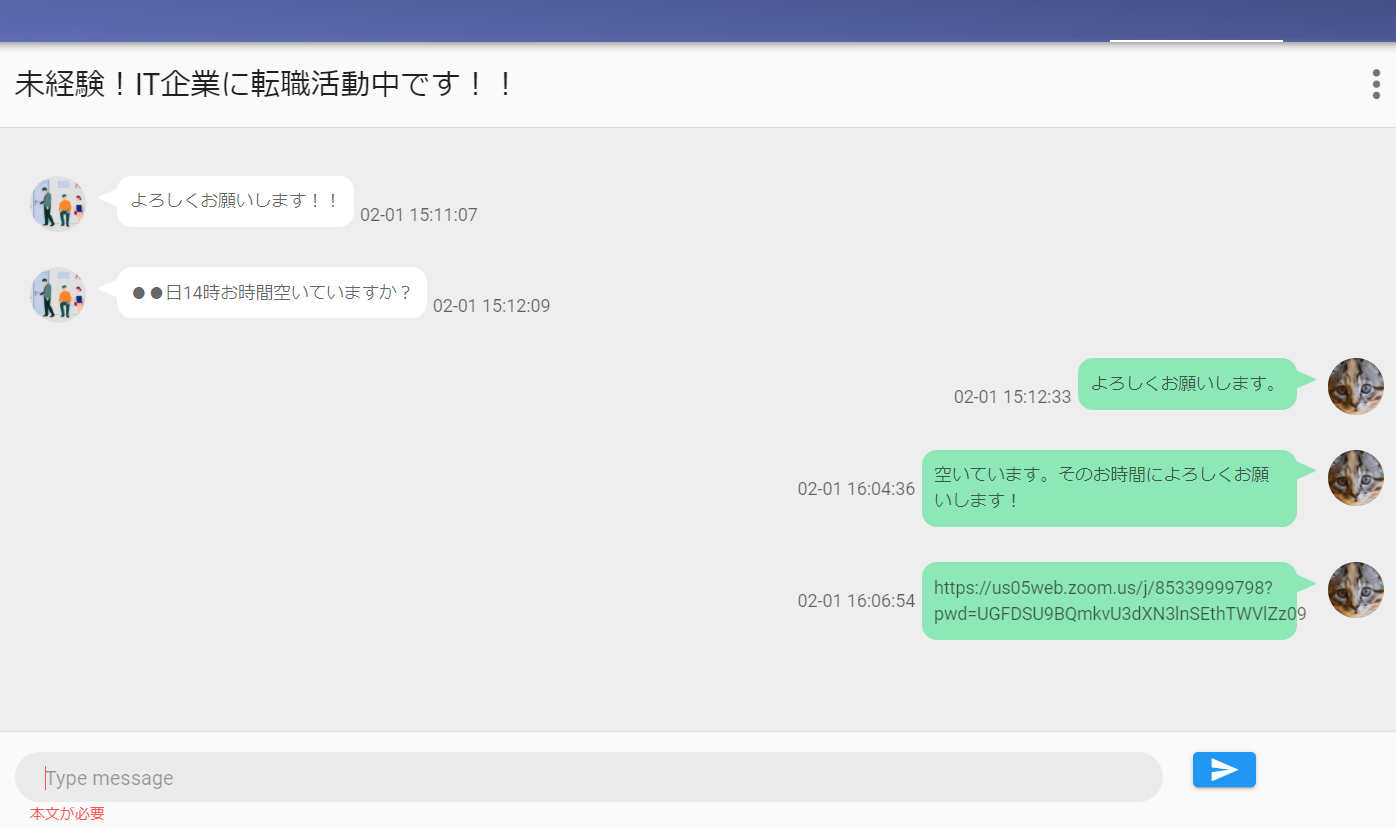 未経験！IT企業に転職活動中です！！
よろしくお願いします！！
02-01 15:11:07
●●日14時お時間空いていますか？
02-01 15:12:09
よろしくお願いします。
02-01 15:12:33
空いています。そのお時間によろしくお願
いします！
02-01 16:04:36
https://us05web.zoom.us/j/85339999798?
pwd=UGFDSU9BQmkvU3dXN3lnSEthTWVlZz09
02-01 16:06:54
Type message
本文が必要